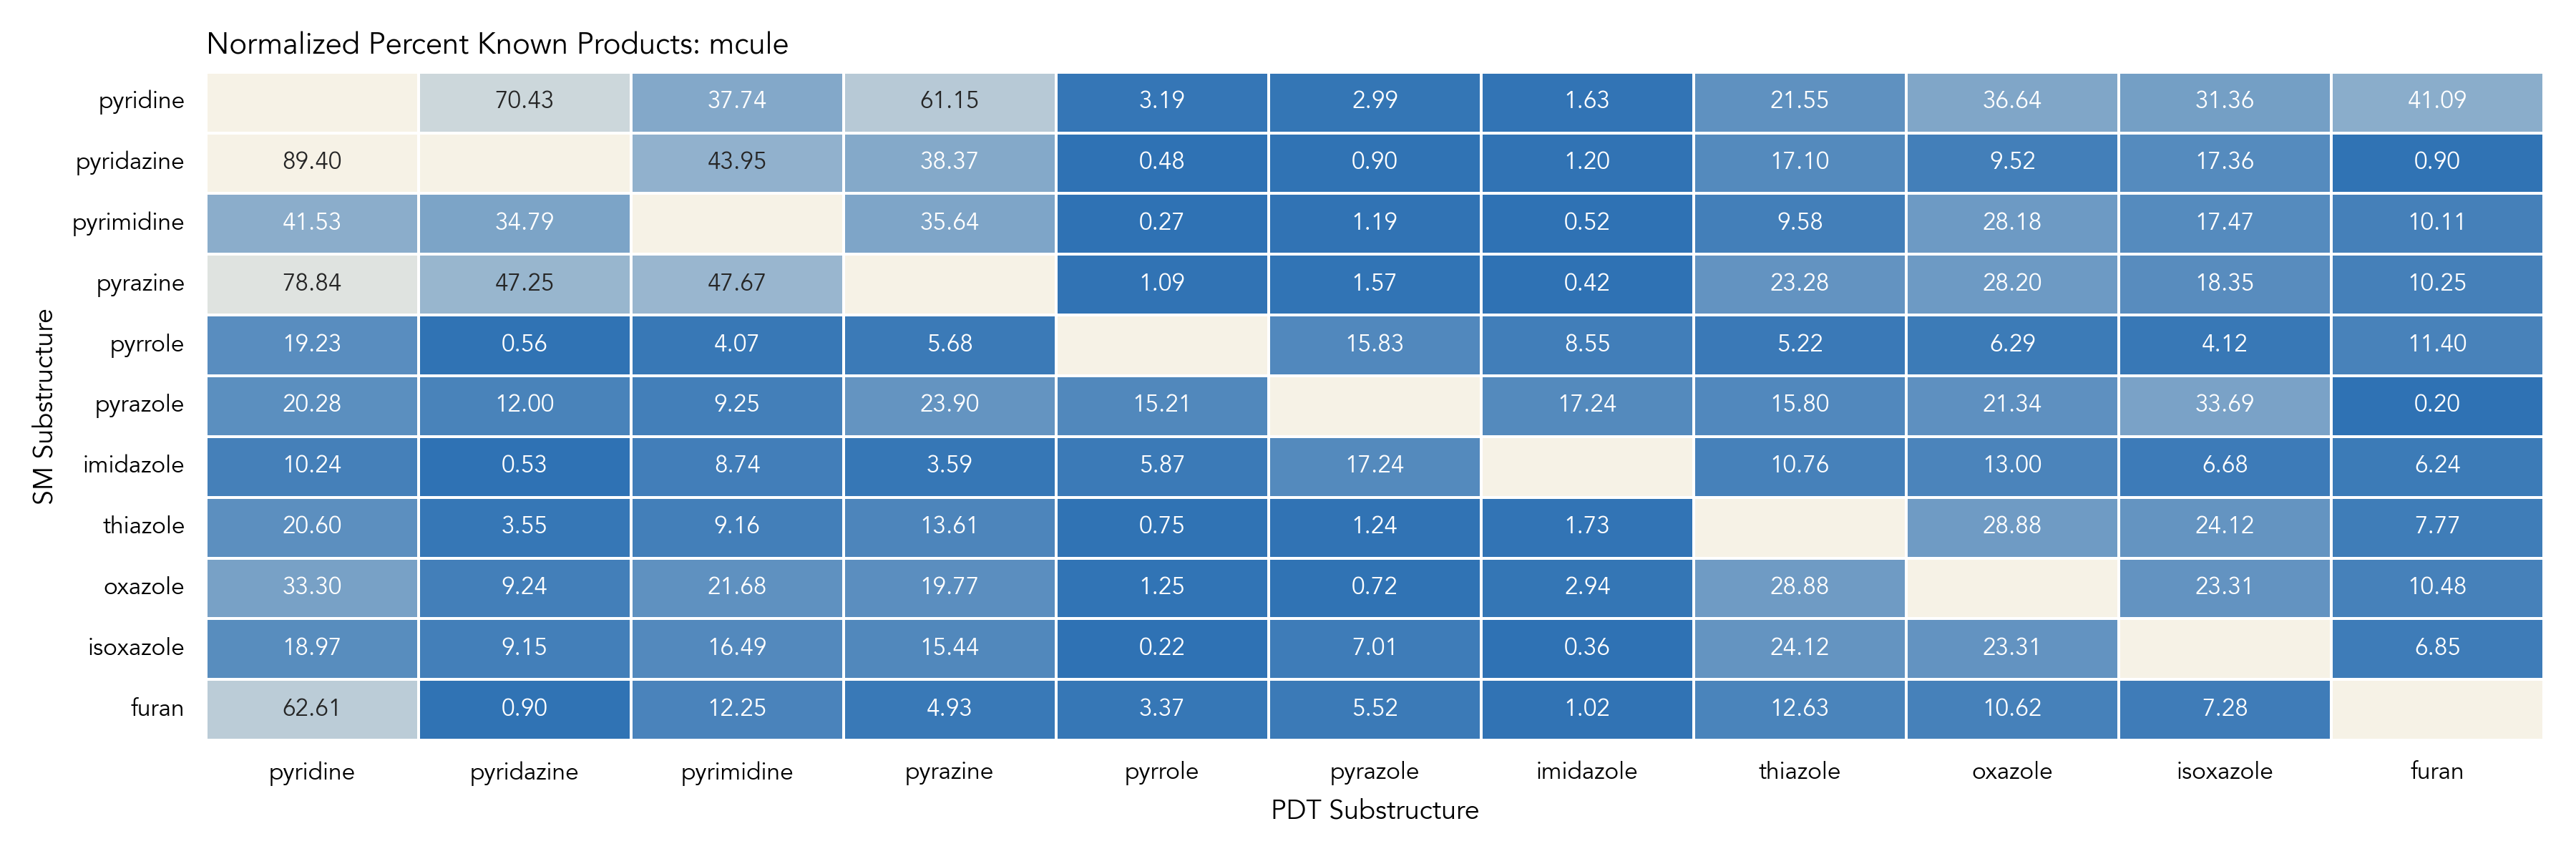 Normalized Percent Known Products: mcule
pyridine 70.43 37.74 61.15 3.19 2.99 1.63 21.55 36.64 31.36 41.09
pyridazine 89.40 43.95 38.37 0.48 0.90 1.20 17.10 9.52 17.36 0.90
pyrimidine 41.53 34.79 35.64 0.27 1.19 0.52 9.58 28.18 17.47 10.11
pyrazine 78.84 47.25 47.67 1.09 1.57 0.42 23.28 28.20 18.35 10.25
pyrrole 19.23 0.56 4.07 5.68 15.83 8.55 5.22 6.29 4.12 11.40
pyrazole 20.28 12.00 9.25 23.90 15.21 17.24 15.80 21.34 33.69 0.20
imidazole 10.24 0.53 8.74 3.59 5.87 17.24 10.76 13.00 6.68 6.24
thiazole 20.60 3.55 9.16 13.61 0.75 1.24 1.73 28.88 24.12 7.77
oxazole 33.30 9.24 21.68 19.77 1.25 0.72 2.94 28.88 23.31 10.48
isoxazole 18.97 9.15 16.49 15.44 0.22 7.01 0.36 24.12 23.31 6.85
furan 62.61 0.90 12.25 4.93 3.37 5.52 1.02 12.63 10.62 7.28
pyridine pyridazine pyrimidine pyrazine pyrrole pyrazole imidazole thiazole oxazole isoxazole furan
PDT Substructure
SM Substructure